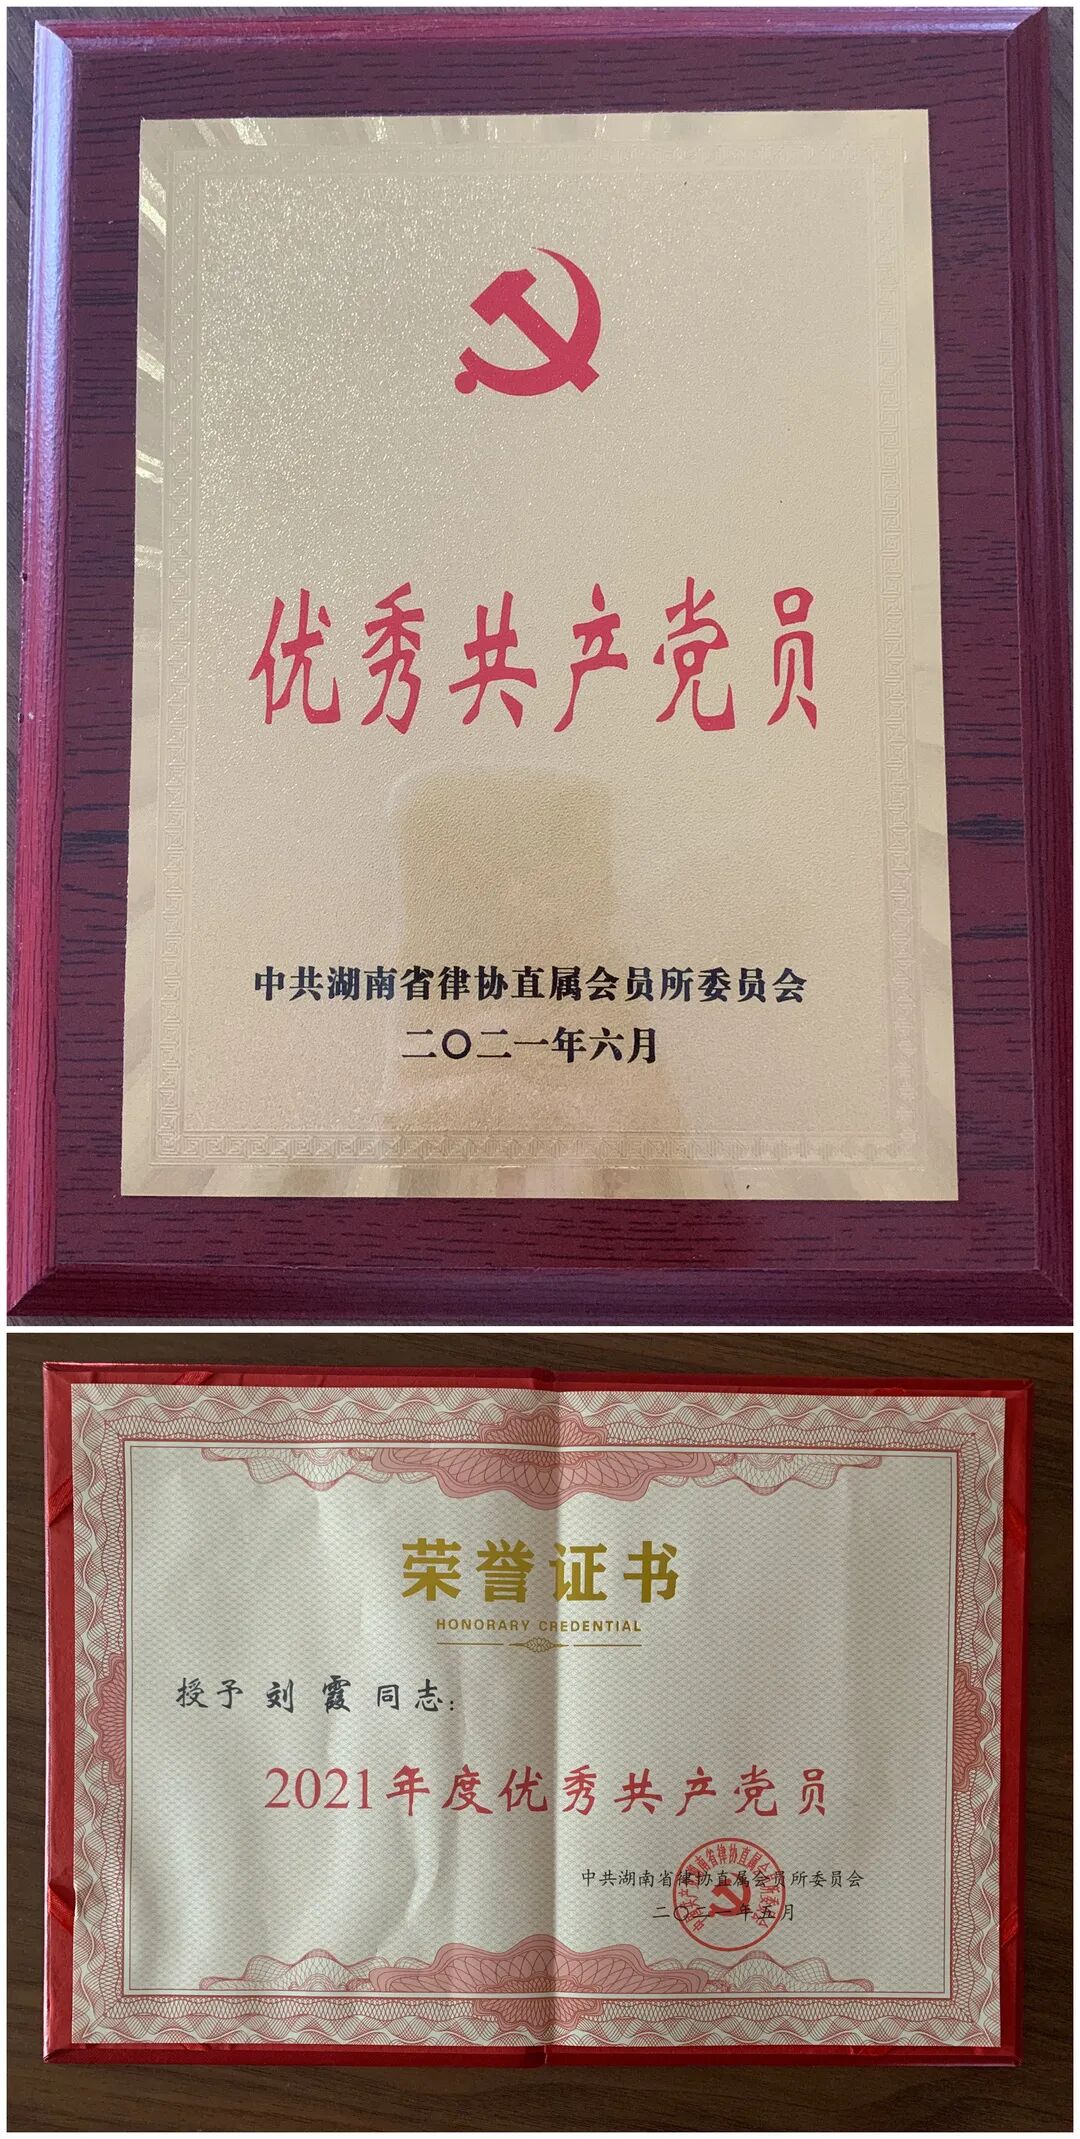 优秀共产党员
中共湖南省律协直属会员所委员会
二〇二一年六月
荣誉证书
HONORARY CREDENTIAL
授予 刘 霞 同志：
2021年度优秀共产党员
中共湖南省律协直属会员所委员会
二〇二一年五月